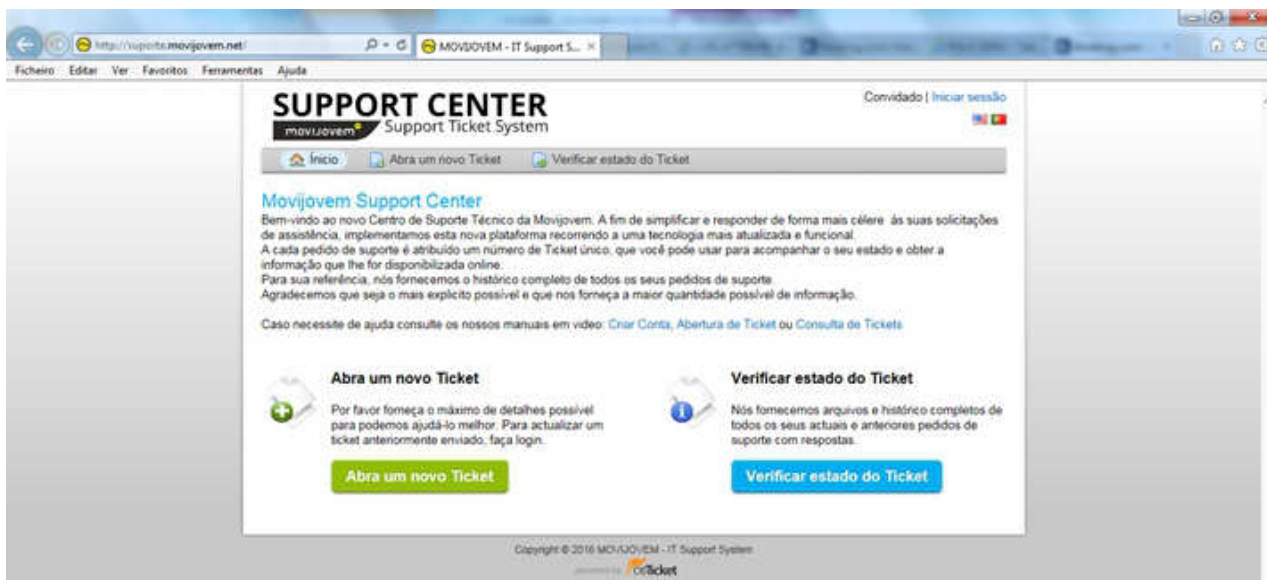 http://suporte.movijovem.net/
MOVIJOVEM - IT Support S...
Ficheiro Editar Ver Favoritos Ferramentas Ajuda
SUPPORT CENTER
movijovem
Support Ticket System
Convidado | Iniciar sessão
Ínicio
Abra um novo Ticket
Verificar estado do Ticket
Movijovem Support Center
Bem-vindo ao novo Centro de Suporte Técnico da Movijovem. A fim de simplificar e responder de forma mais célere ás suas solicitações
de assistência, implementamos esta nova plataforma recorrendo a uma tecnologia mais atualizada e funcional.
A cada pedido de suporte é atribuído um número de Ticket único, que você pode usar para acompanhar o seu estado e obter a
informação que lhe for disponibilizada online.
Para sua referência, nós fornecemos o histórico completo de todos os seus pedidos de suporte.
Agradecemos que seja o mais explicito possível e que nos forneça a maior quantidade possível de informação.
Caso necessite de ajuda consulte os nossos manuais em video: Criar Conta, Abertura de Ticket ou Consulta de Tickets
Abra um novo Ticket
Por favor forneça o máximo de detalhes possível
para podemos ajudá-lo melhor. Para actualizar um
ticket anteriormente enviado, faça login.
Abra um novo Ticket
Verificar estado do Ticket
Nós fornecemos arquivos e histórico completos de
todos os seus actuais e anteriores pedidos de
suporte com respostas.
Verificar estado do Ticket
Copyright © 2016 MOVIJOVEM - IT Support System
powered by osTicket